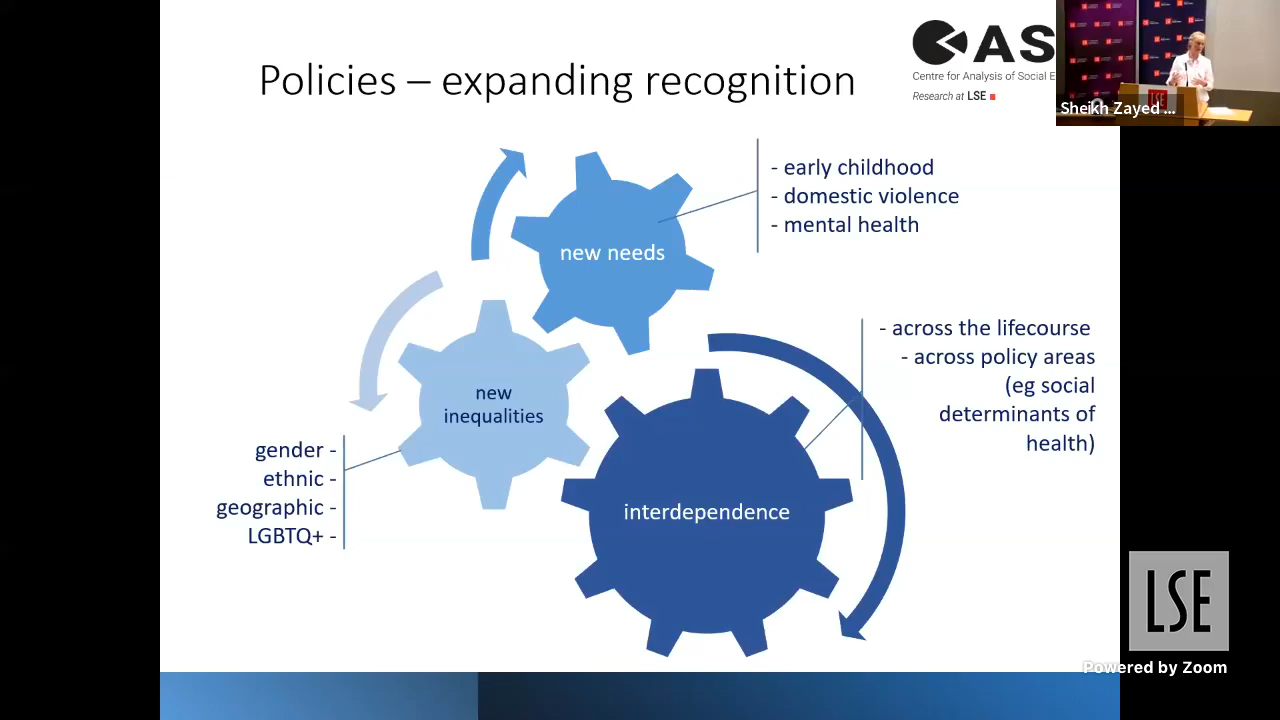 Policies – expanding recognition
CAS
Centre for Analysis of Social E
Research at LSE
LSE
Sheikh Zayed ...
- early childhood
- domestic violence
- mental health
new needs
- across the lifecourse
- across policy areas
(eg social
determinants of
health)
new
inequalities
gender -
ethnic -
geographic -
LGBTQ+ -
interdependence
LSE
Powered by Zoom